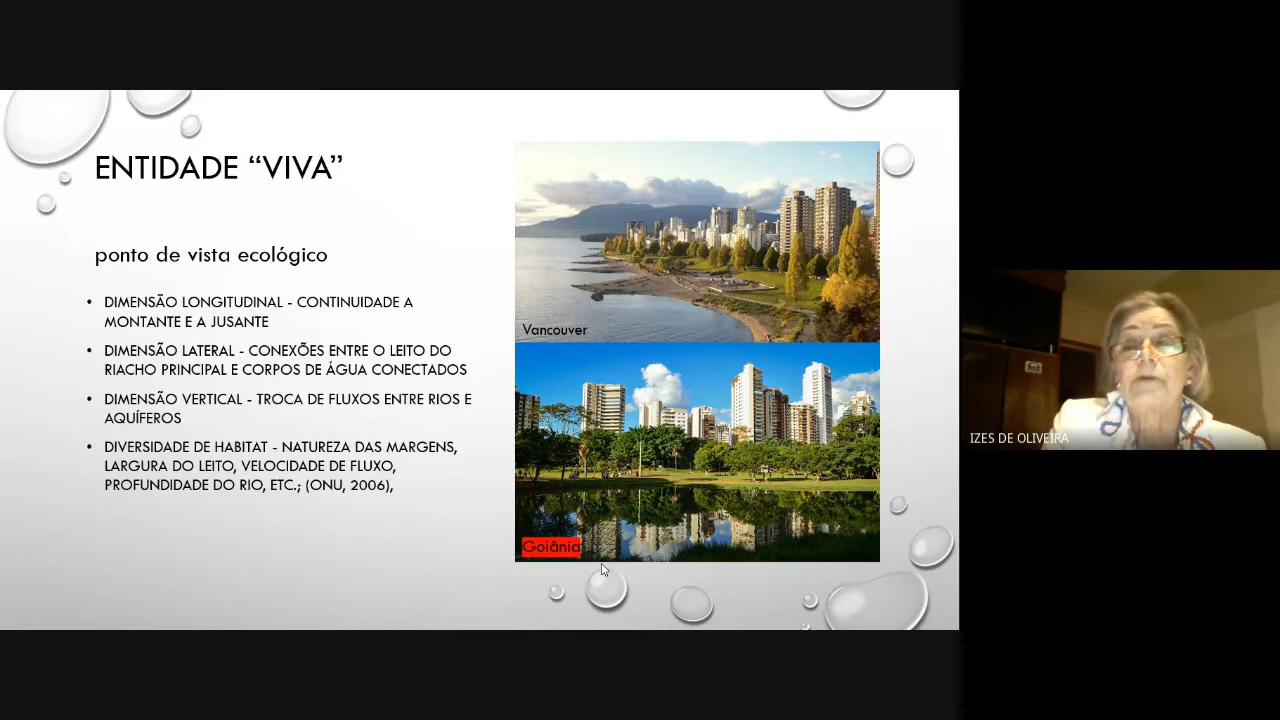 ENTIDADE “VIVA”
ponto de vista ecológico
• DIMENSÃO LONGITUDINAL - CONTINUIDADE A
MONTANTE E A JUSANTE
• DIMENSÃO LATERAL - CONEXÕES ENTRE O LEITO DO
RIACHO PRINCIPAL E CORPOS DE ÁGUA CONECTADOS
• DIMENSÃO VERTICAL - TROCA DE FLUXOS ENTRE RIOS E
AQUÍFEROS
• DIVERSIDADE DE HABITAT - NATUREZA DAS MARGENS,
LARGURA DO LEITO, VELOCIDADE DE FLUXO,
PROFUNDIDADE DO RIO, ETC.; (ONU, 2006),
Vancouver
Goiânia
IZES DE OLIVEIRA